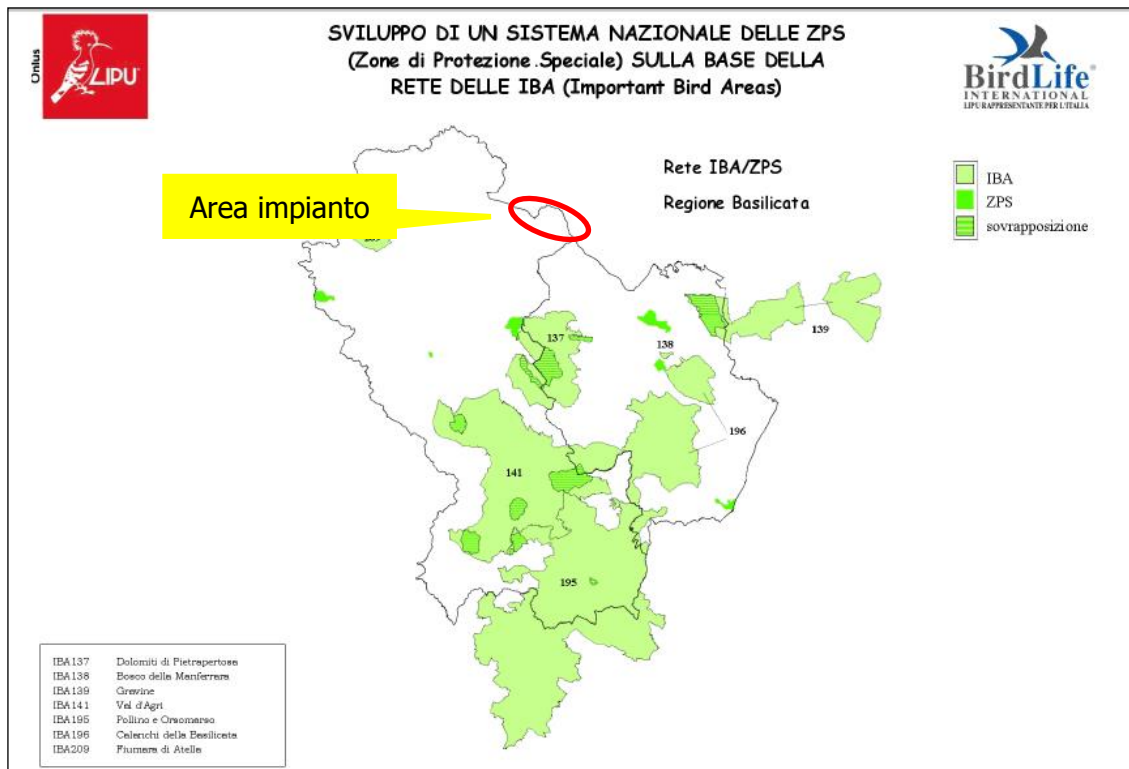 Onlus
LIPU
SVILUPPO DI UN SISTEMA NAZIONALE DELLE ZPS
(Zone di Protezione.Speciale) SULLA BASE DELLA
RETE DELLE IBA (Important Bird Areas)
BirdLife
INTERNATIONAL
LIPU RAPPRESENTANTE PER L'ITALIA
Rete IBA/ZPS
Regione Basilicata
IBA
ZPS
sovrapposizione
Area impianto
137
138
139
196
141
195
IBA137 Dolomiti di Pietrapertosa
IBA138 Bosco della Manferrara
IBA139 Gravine
IBA141 Val d'Agri
IBA195 Pollino e Orsomarso
IBA196 Calanchi della Basilicata
IBA209 Fiumara di Atella